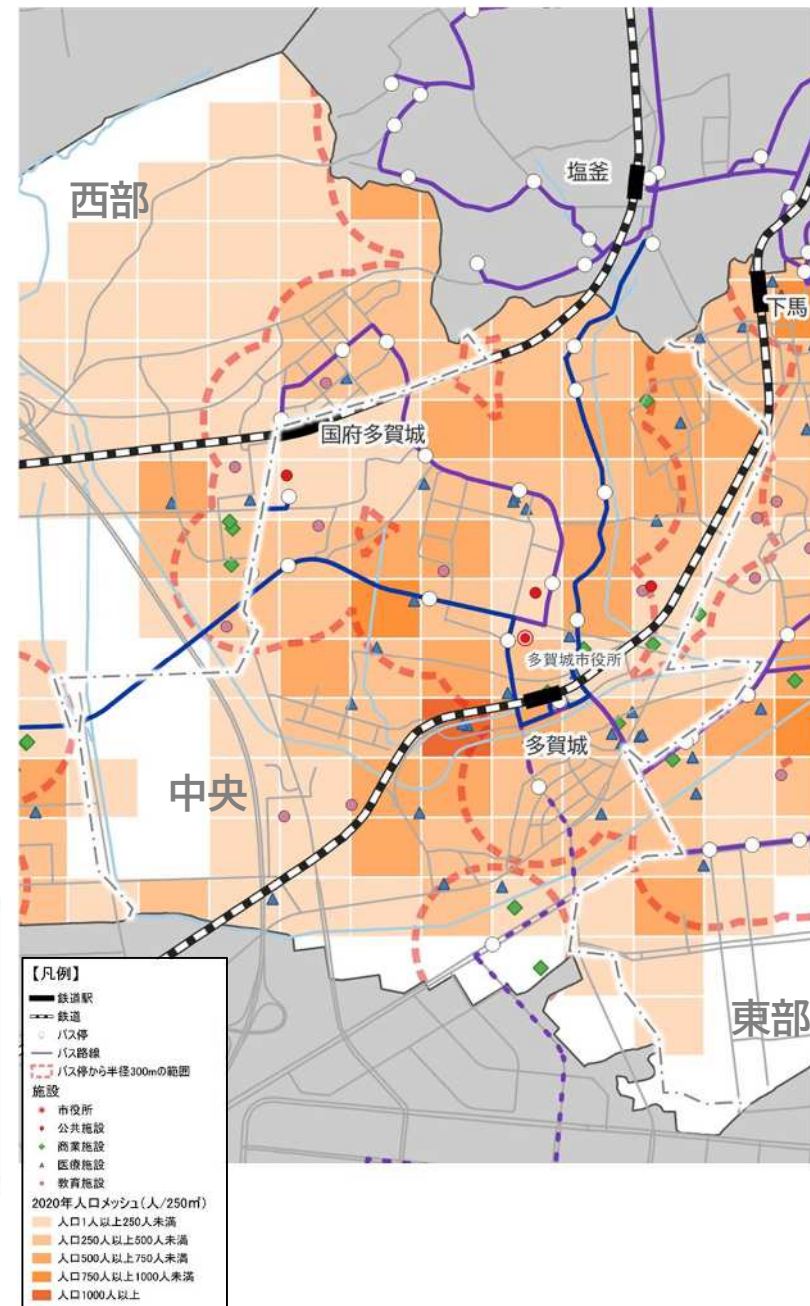 西部
塩釜
下馬
国府多賀城
多賀城市役所
多賀城
中央
東部
【凡例】
鉄道駅
鉄道
バス停
バス路線
バス停から半径300mの範囲
施設
市役所
公共施設
商業施設
医療施設
教育施設
2020年人口メッシュ(人/250㎡)
人口1人以上250人未満
人口250人以上500人未満
人口500人以上750人未満
人口750人以上1000人未満
人口1000人以上